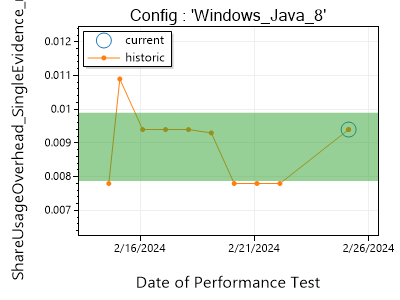 Config : 'Windows_Java_8'
ShareUsageOverhead_SingleEvidence_
current
historic
0.012
0.011
0.01
0.009
0.008
0.007
2/16/2024
2/21/2024
2/26/2024
Date of Performance Test